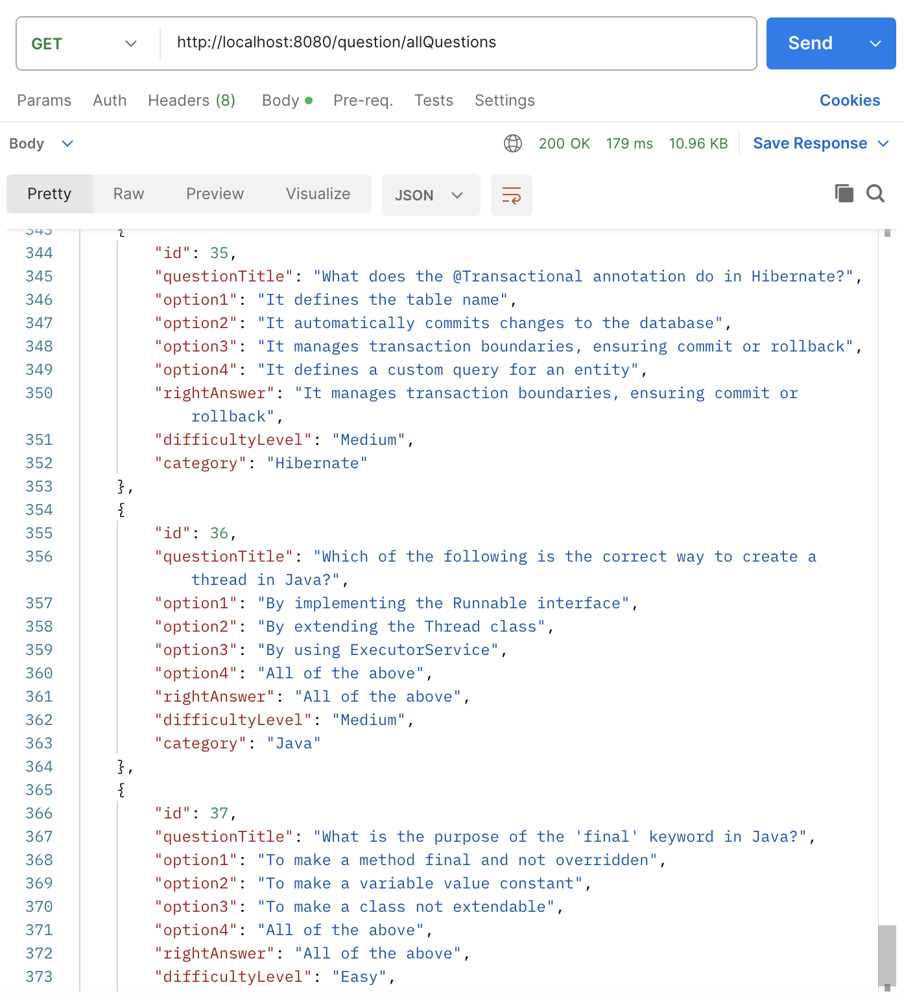 GET http://localhost:8080/question/allQuestions Send
Params Auth Headers (8) Body Pre-req. Tests Settings Cookies
Body 200 OK 179 ms 10.96 KB Save Response
Pretty Raw Preview Visualize JSON
343 {
344 "id": 35,
345 "questionTitle": "What does the @Transactional annotation do in Hibernate?",
346 "option1": "It defines the table name",
347 "option2": "It automatically commits changes to the database",
348 "option3": "It manages transaction boundaries, ensuring commit or rollback",
349 "option4": "It defines a custom query for an entity",
350 "rightAnswer": "It manages transaction boundaries, ensuring commit or
rollback",
351 "difficultyLevel": "Medium",
352 "category": "Hibernate"
353 },
354 {
355 "id": 36,
356 "questionTitle": "Which of the following is the correct way to create a
thread in Java?",
357 "option1": "By implementing the Runnable interface",
358 "option2": "By extending the Thread class",
359 "option3": "By using ExecutorService",
360 "option4": "All of the above",
361 "rightAnswer": "All of the above",
362 "difficultyLevel": "Medium",
363 "category": "Java"
364 },
365 {
366 "id": 37,
367 "questionTitle": "What is the purpose of the 'final' keyword in Java?",
368 "option1": "To make a method final and not overridden",
369 "option2": "To make a variable value constant",
370 "option3": "To make a class not extendable",
371 "option4": "All of the above",
372 "rightAnswer": "All of the above",
373 "difficultyLevel": "Easy",